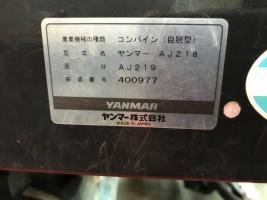 農業機械の種類 コンバイン(自脱型)
型式名 ヤンマー AJ218
区分 AJ219
製造番号 400977
YANMAR
ヤンマー株式会社
MADE IN JAPAN